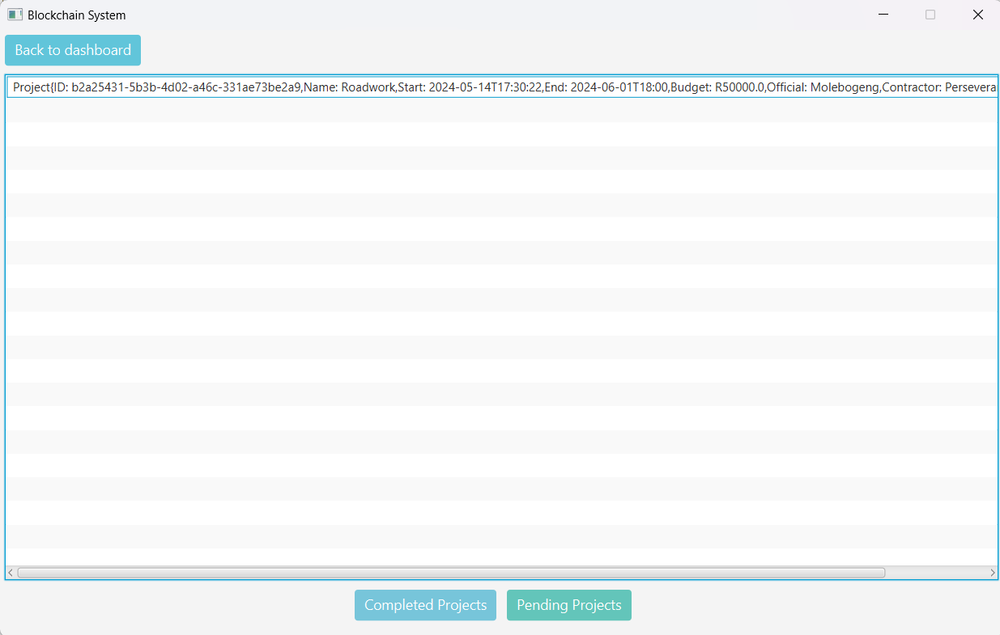 Blockchain System
Back to dashboard
Project{ID: b2a25431-5b3b-4d02-a46c-331ae73be2a9,Name: Roadwork,Start: 2024-05-14T17:30:22,End: 2024-06-01T18:00,Budget: R50000.0,Official: Molebogeng,Contractor: Persevera
Completed Projects Pending Projects